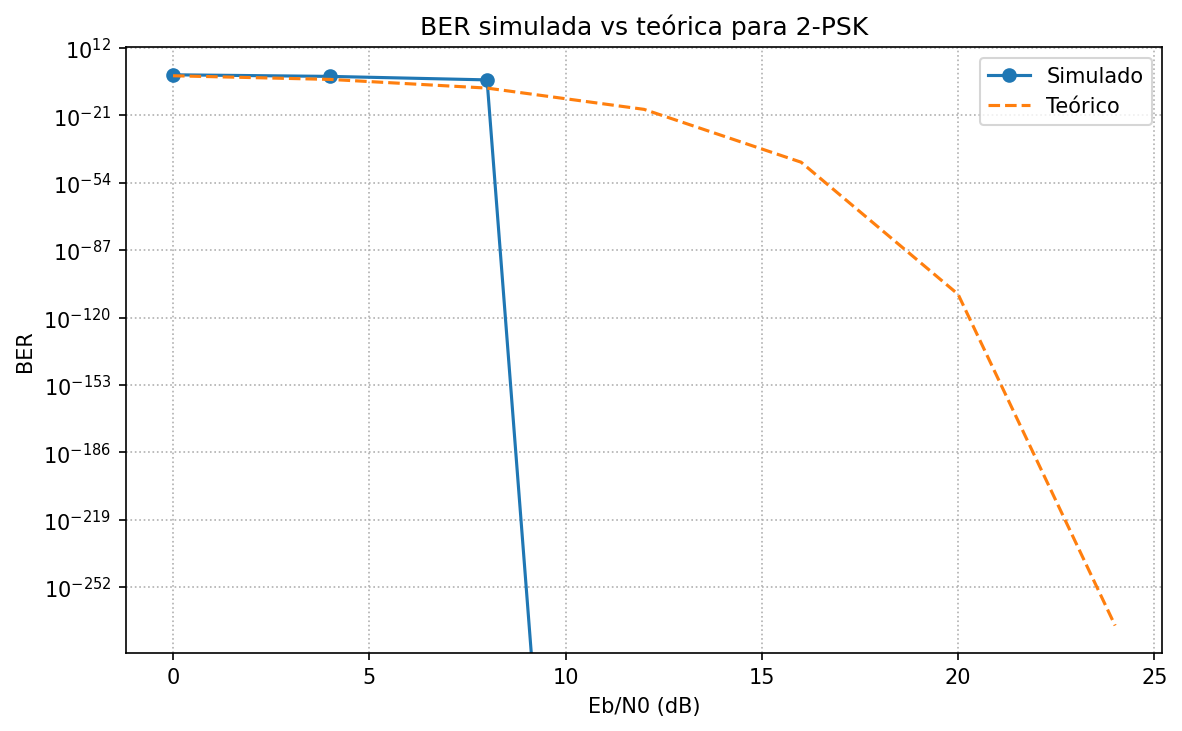 BER simulada vs teórica para 2-PSK
Simulado
Teórico
BER
10^12
10^-21
10^-54
10^-87
10^-120
10^-153
10^-186
10^-219
10^-252
0 5 10 15 20 25
Eb/N0 (dB)